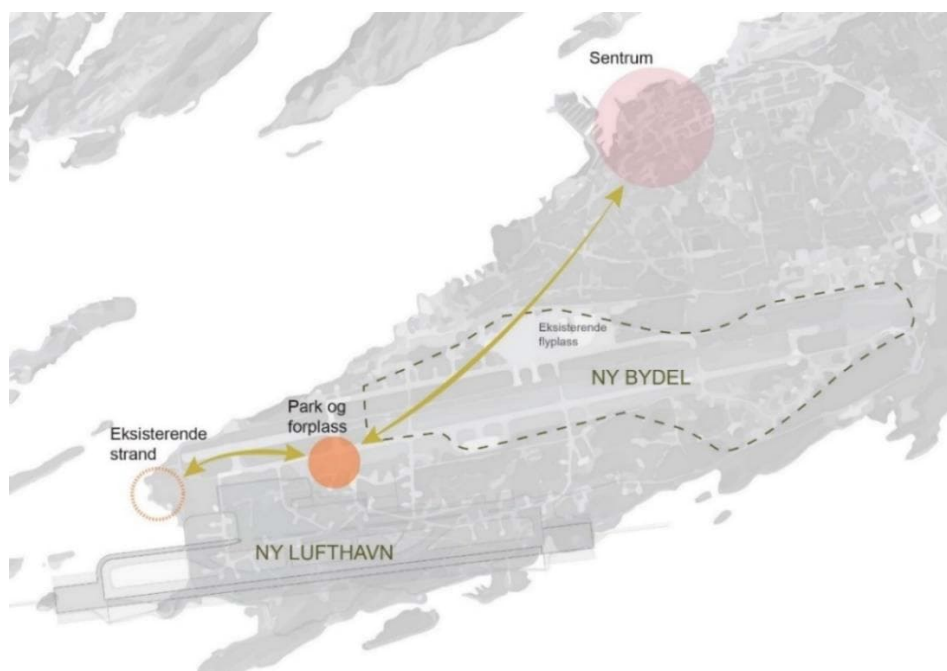 Sentrum
Eksisterende
flyplass
NY BYDEL
Park og
forplass
Eksisterende
strand
NY LUFTHAVN